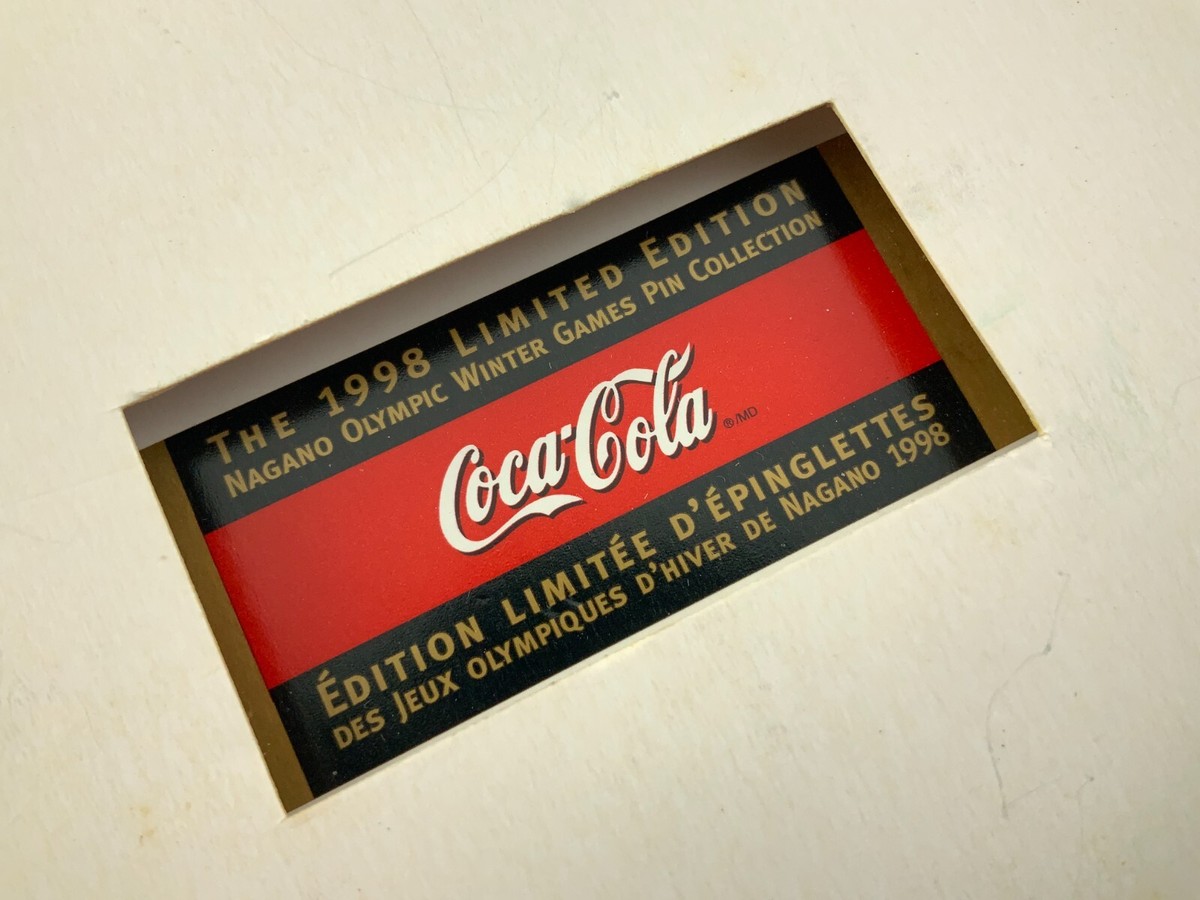 THE 1998 LIMITED ÉDITION
NAGANO OLYMPIC WINTER GAMES PIN COLLECTION
Coca-Cola ®/MD
ÉDITION LIMITÉE D'ÉPINGLETTES
DES JEUX OLYMPIQUES D'HIVER DE NAGANO 1998